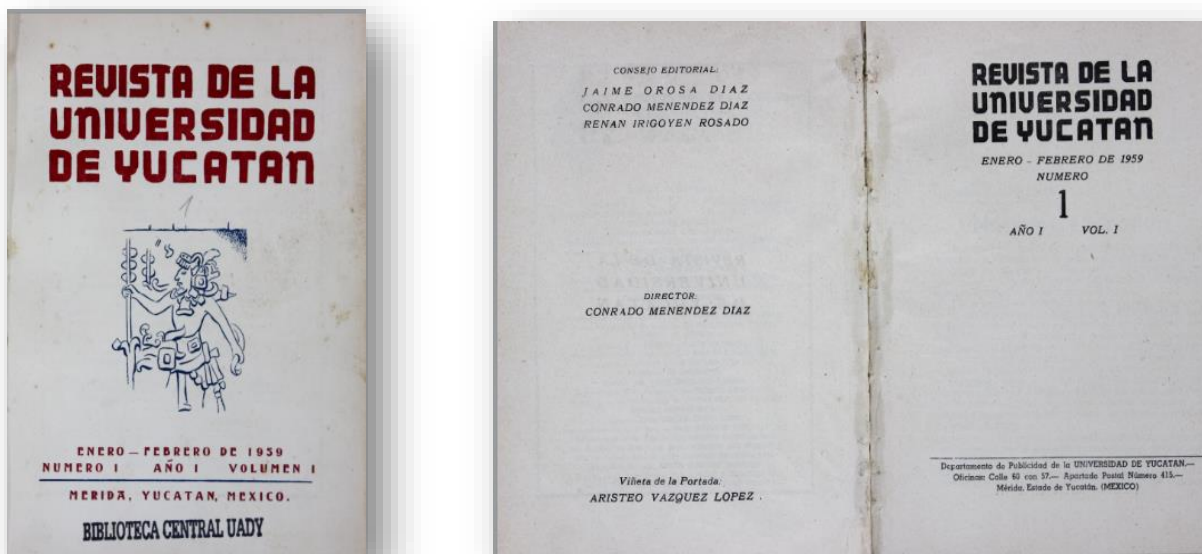 REVISTA DE LA
UNIVERSIDAD
DE YUCATAN
1
ENERO — FEBRERO DE 1959
NUMERO 1 AÑO 1 VOLUMEN 1
MERIDA, YUCATAN, MEXICO.
BIBLIOTECA CENTRAL UADY
CONSEJO EDITORIAL:
JAIME OROSA DIAZ
CONRADO MENENDEZ DIAZ
RENAN IRIGOYEN ROSADO
DIRECTOR:
CONRADO MENENDEZ DIAZ
Viñeta de la Portada:
ARISTEO VAZQUEZ LOPEZ.
REVISTA DE LA
UNIVERSIDAD
DE YUCATAN
ENERO - FEBRERO DE 1959
NUMERO
1
AÑO I VOL. I
Departamento de Publicidad de la UNIVERSIDAD DE YUCATAN.—
Oficinas: Calle 60 con 57.— Apartado Postal Número 415.—
Mérida, Estado de Yucatán. (MEXICO)